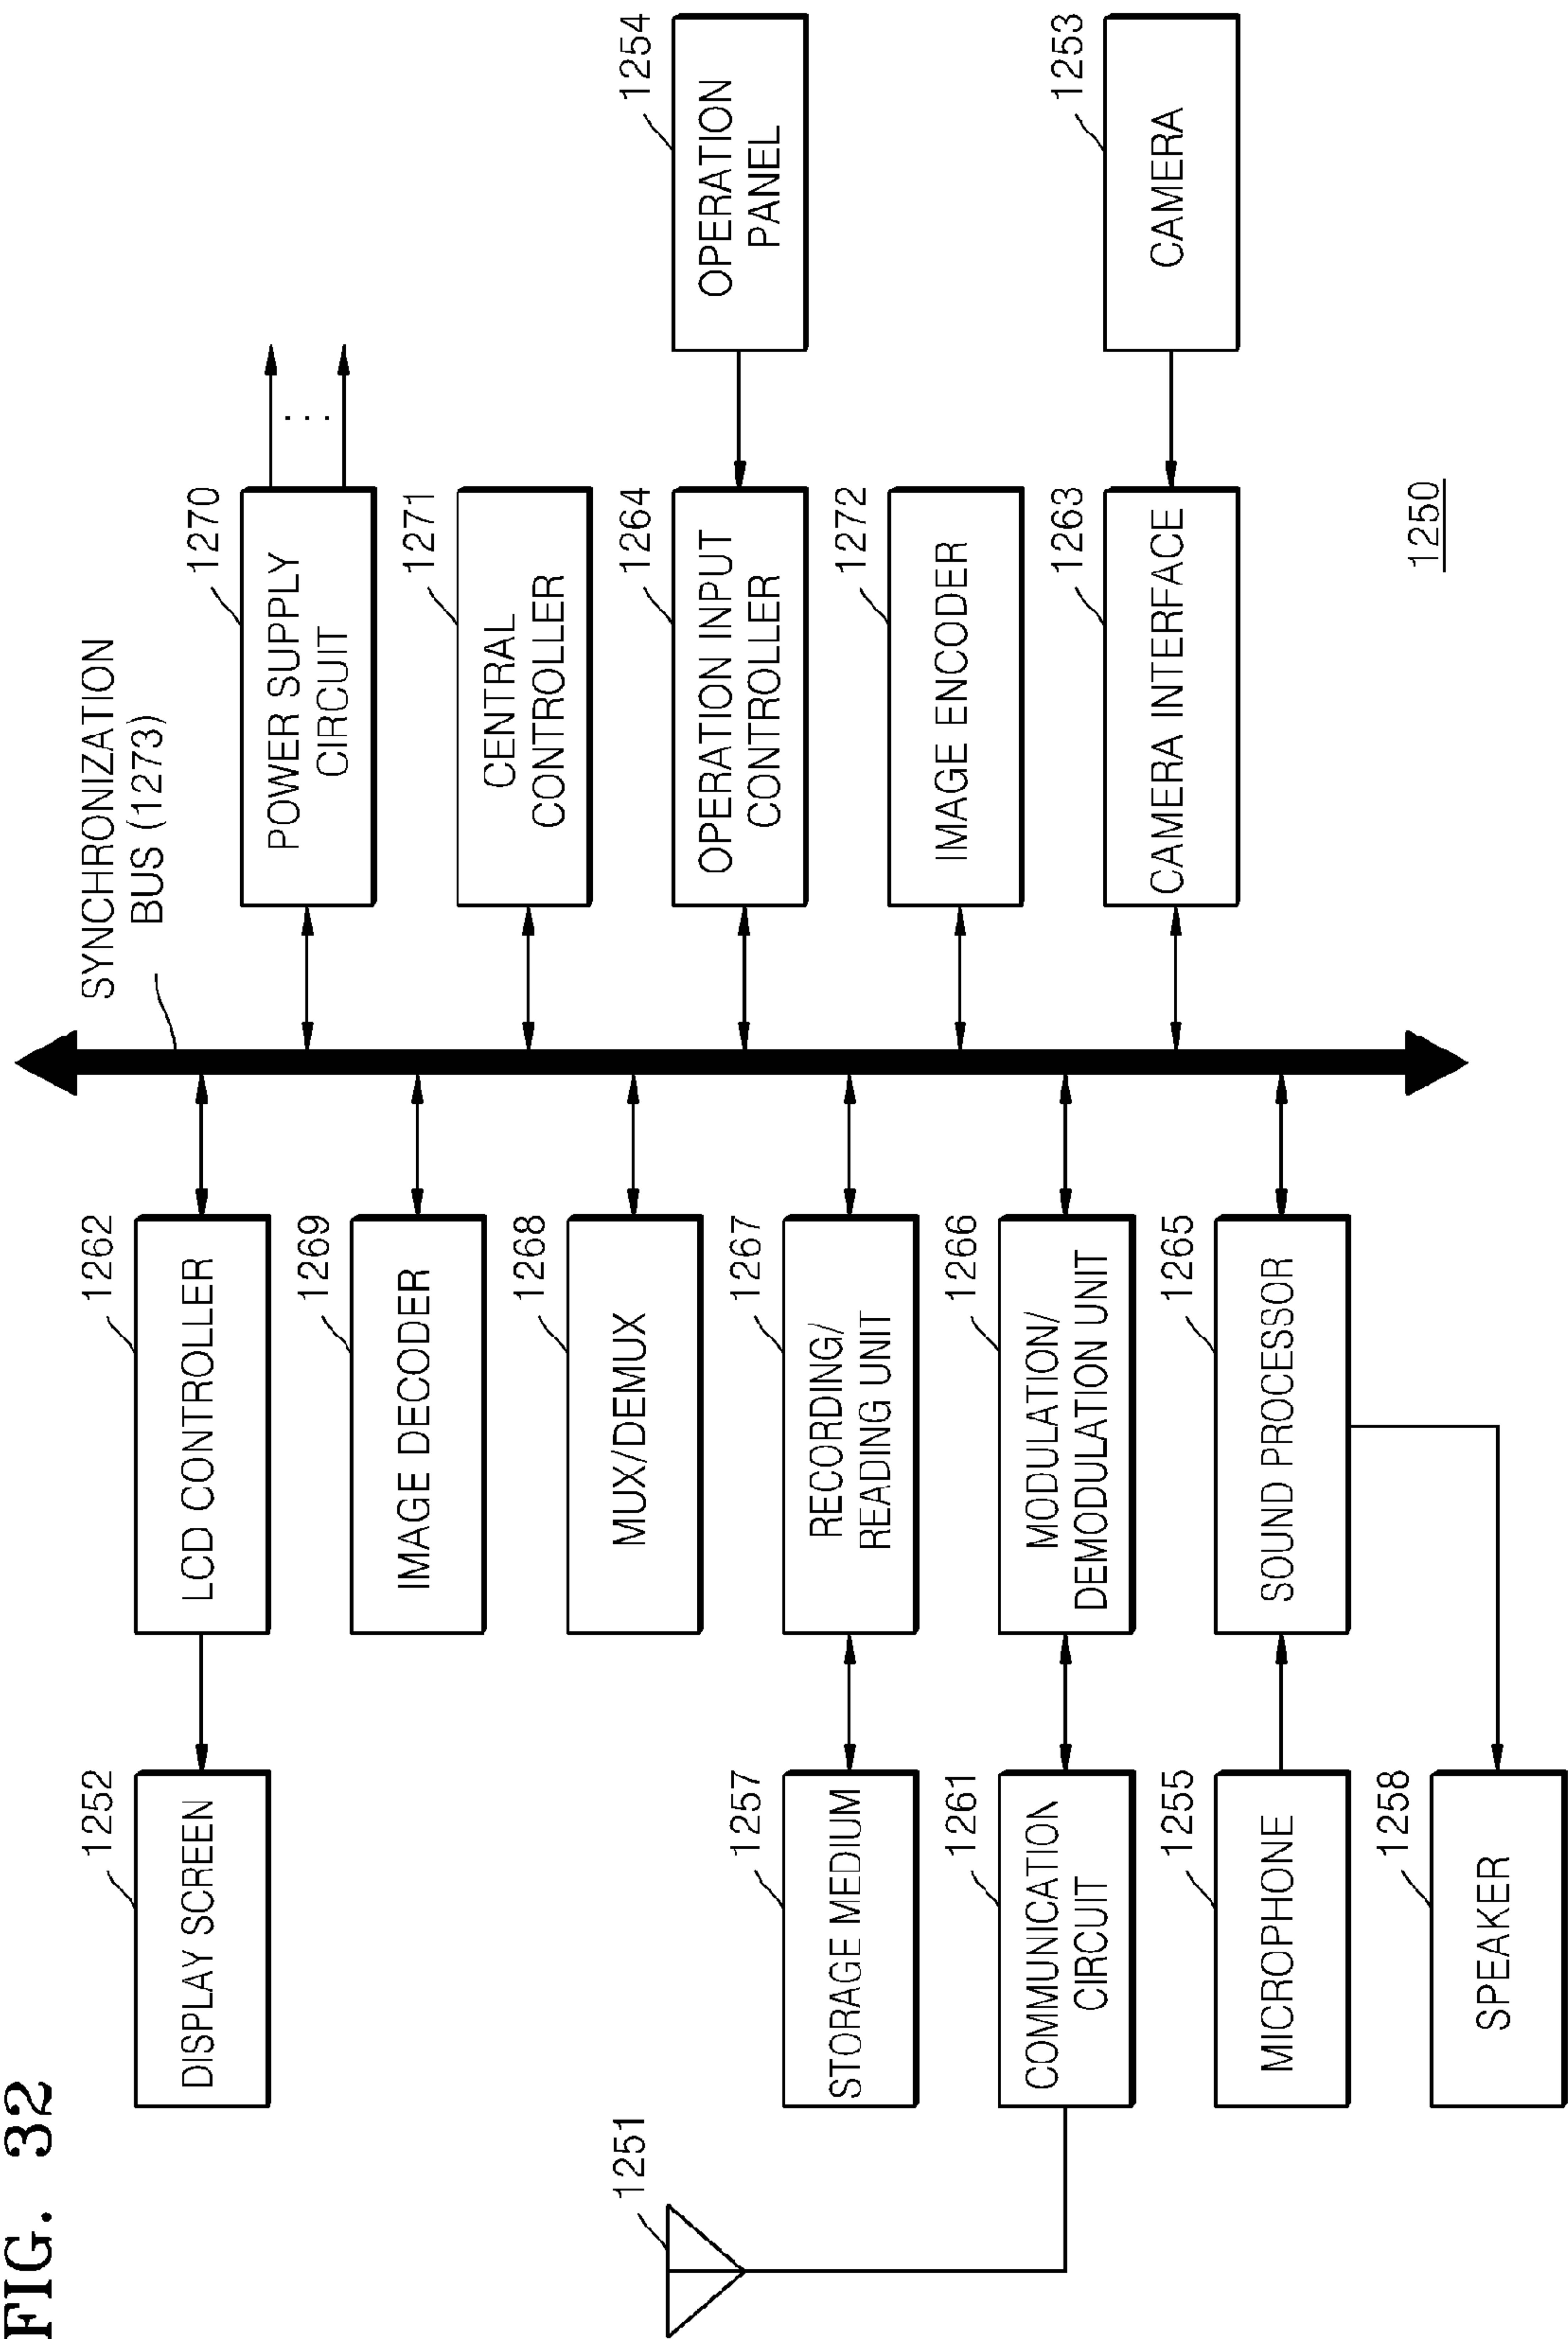 FIG. 32
1251
1252
DISPLAY SCREEN
1257
STORAGE MEDIUM
1261
COMMUNICATION
CIRCUIT
1255
MICROPHONE
1258
SPEAKER
1262
LCD CONTROLLER
1269
IMAGE DECODER
1268
MUX/DEMUX
1267
RECORDING/
READING UNIT
1266
MODULATION/
DEMODULATION UNIT
1265
SOUND PROCESSOR
SYNCHRONIZATION
BUS (1273)
1270
POWER SUPPLY
CIRCUIT
1271
CENTRAL
CONTROLLER
1264
OPERATION INPUT
CONTROLLER
1272
IMAGE ENCODER
1263
CAMERA INTERFACE
1254
OPERATION
PANEL
1253
CAMERA
1250